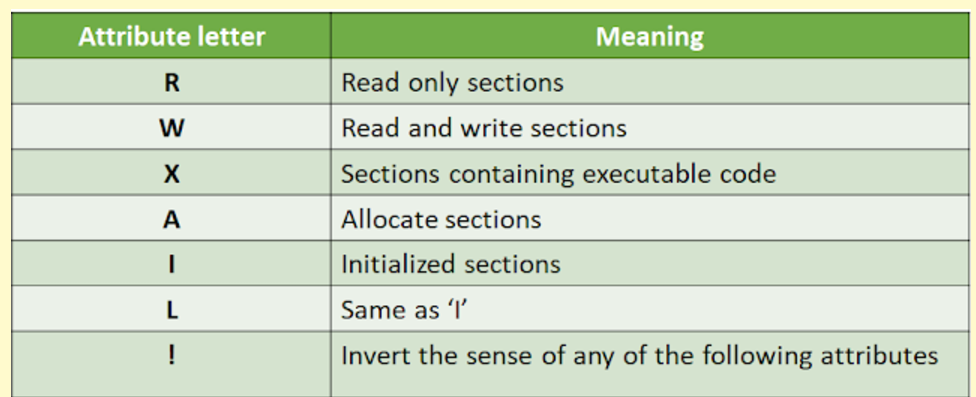 Attribute letter Meaning
R Read only sections
W Read and write sections
X Sections containing executable code
A Allocate sections
I Initialized sections
L Same as ‘I’
! Invert the sense of any of the following attributes